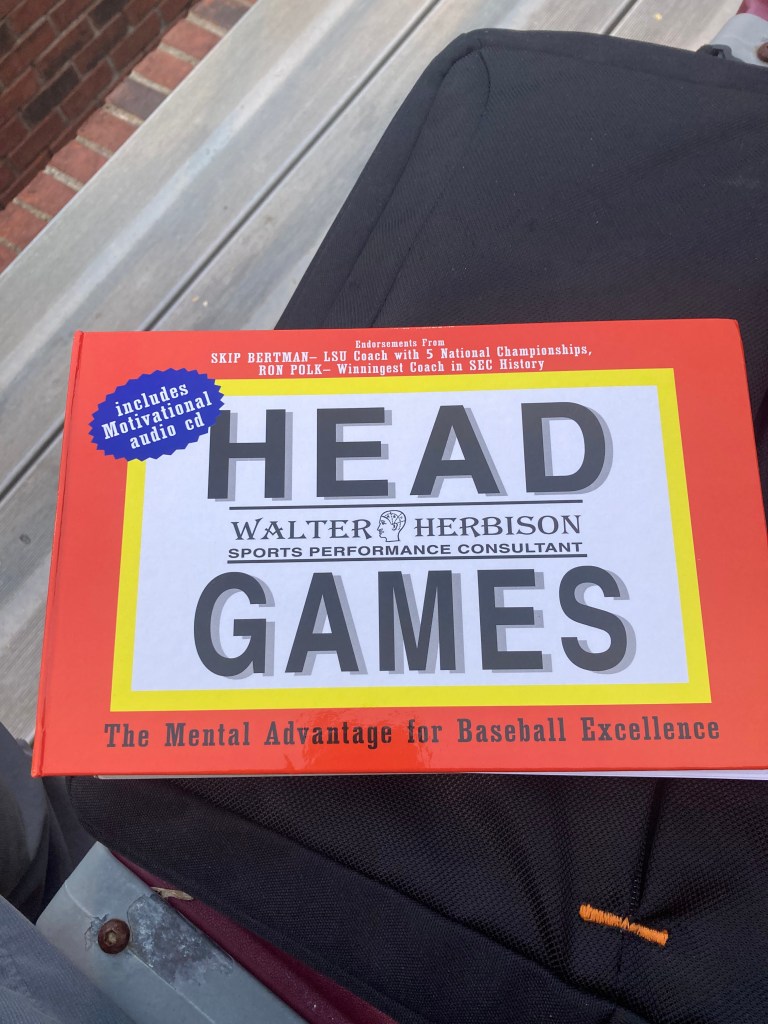 Endorsements From
SKIP BERTMAN– LSU Coach with 5 National Championships,
RON POLK– Winningest Coach in SEC History
includes
Motivational
audio cd
HEAD
WALTER HERBISON
SPORTS PERFORMANCE CONSULTANT
GAMES
The Mental Advantage for Baseball Excellence